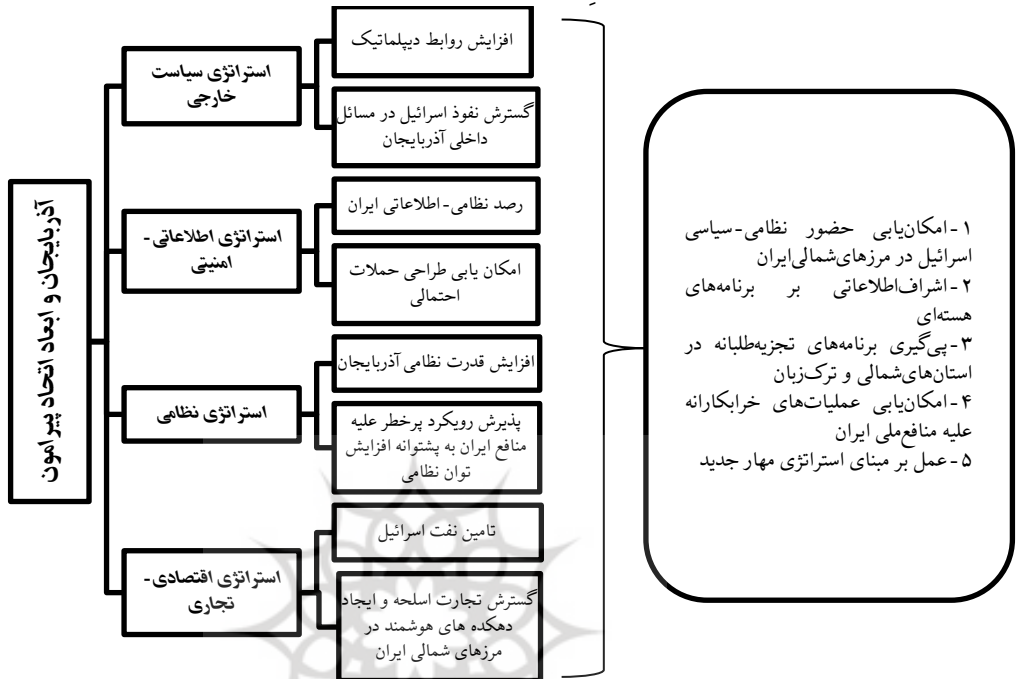 آذربایجان و ابعاد اتحاد پیرامون
استراتژی سیاست
خارجی
افزایش روابط دیپلماتیک
گسترش نفوذ اسرائیل در مسائل
داخلی آذربایجان
استراتژی اطلاعاتی-
امنیتی
رصد نظامی-اطلاعاتی ایران
امکان یابی طراحی حملات
احتمالی
استراتژی نظامی
افزایش قدرت نظامی آذربایجان
پذیرش رویکرد پرخطر علیه
منافع ایران به پشتوانه افزایش
توان نظامی
استراتژی اقتصادی-
تجاری
تامین نفت اسرائیل
گسترش تجارت اسلحه و ایجاد
دهکده های هوشمند در
مرزهای شمالی ایران
۱-امکان‌یابی حضور نظامی-سیاسی
اسرائیل در مرزهای‌شمالی‌ایران
۲-اشراف‌اطلاعاتی بر برنامه‌های
هسته‌ای
۳-پی‌گیری برنامه‌های تجزیه‌طلبانه در
استان‌های‌شمالی و ترک‌زبان
۴-امکان‌یابی عملیات‌های خرابکارانه
علیه منافع‌ملی ایران
۵-عمل بر مبنای استراتژی مهار جدید